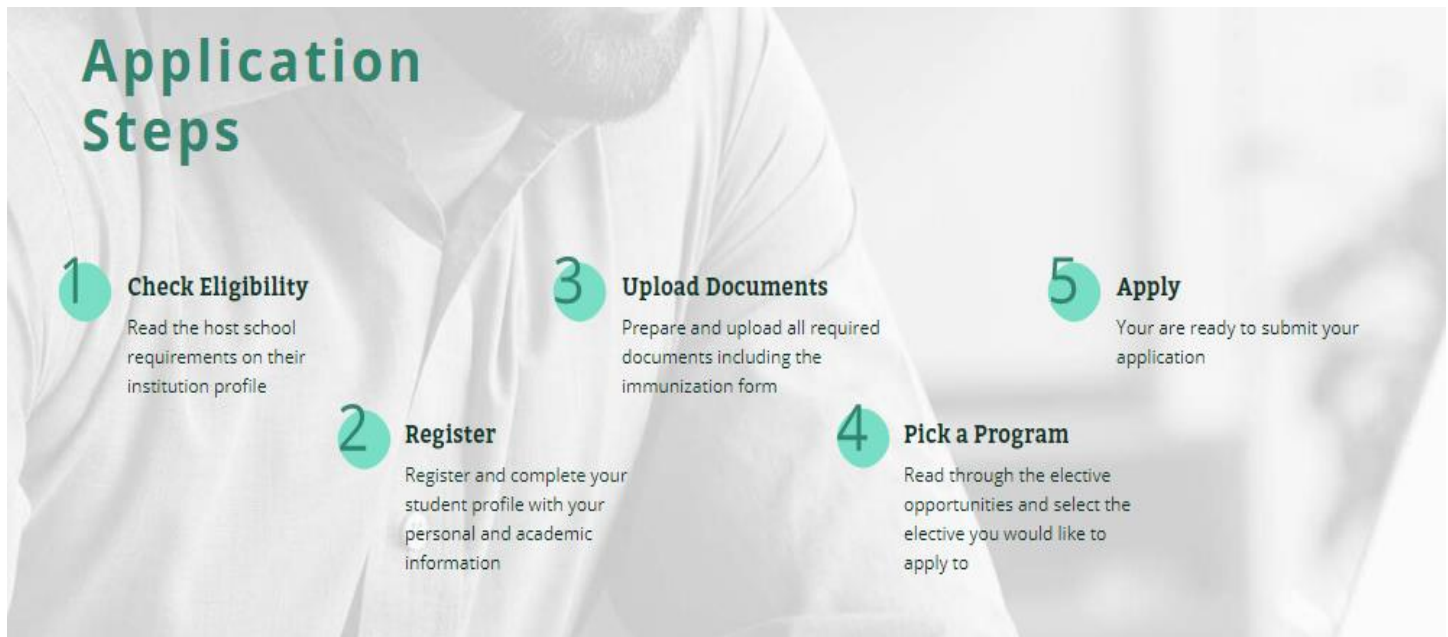 Application
Steps
1
Check Eligibility
Read the host school
requirements on their
institution profile
2
Register
Register and complete your
student profile with your
personal and academic
information
3
Upload Documents
Prepare and upload all required
documents including the
immunization form
4
Pick a Program
Read through the elective
opportunities and select the
elective you would like to
apply to
5
Apply
Your are ready to submit your
application